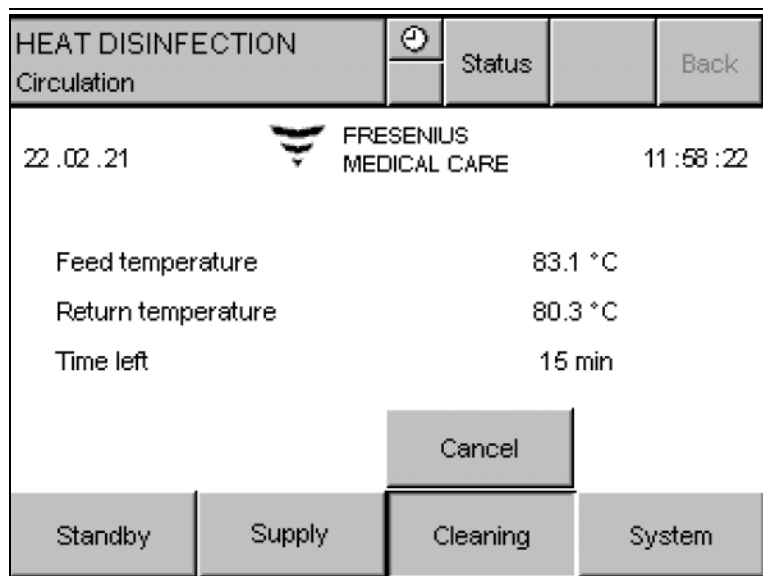 HEAT DISINFECTION
Circulation
Status
Back
22.02.21
FRESENIUS
MEDICAL CARE
11:58:22
Feed temperature 83.1 °C
Return temperature 80.3 °C
Time left 15 min
Cancel
Standby Supply Cleaning System